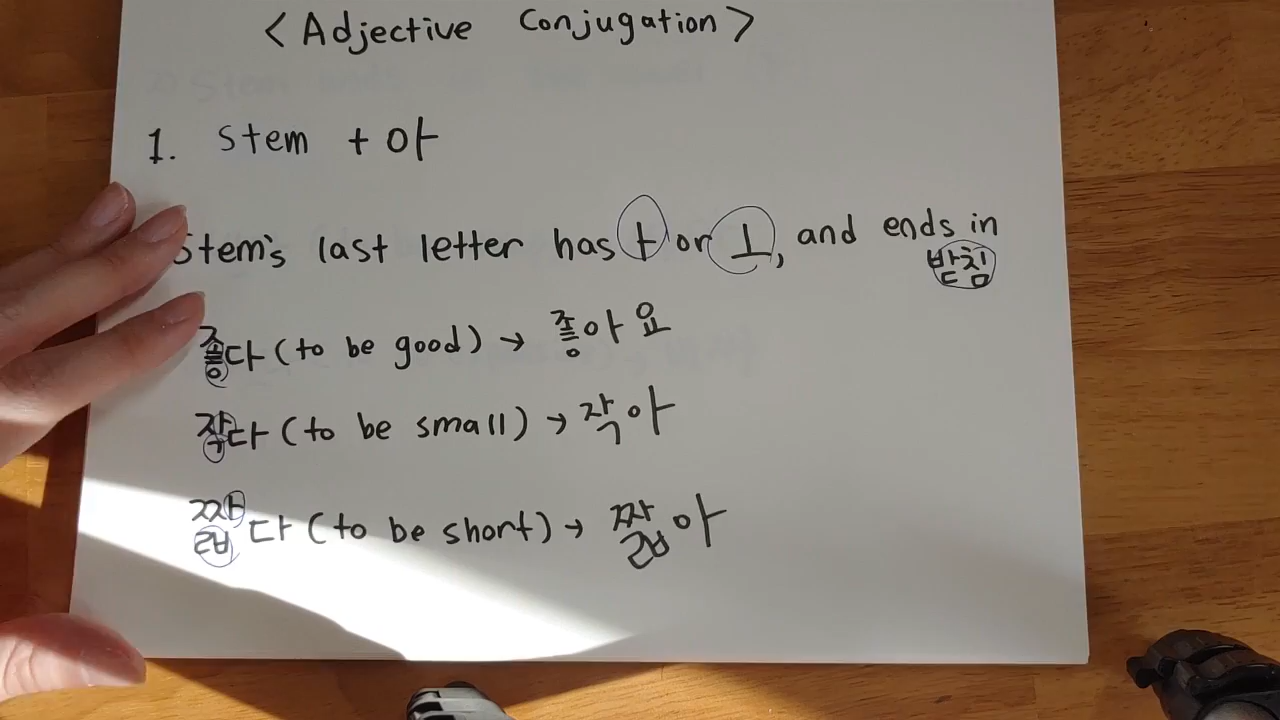 < Adjective Conjugation >
1. Stem + 아
Stem's last letter has ㅏ or ㅗ, and ends in
받침
좋다 (to be good) → 좋아요
작다 (to be small) → 작아
짧다 (to be short) → 짧아